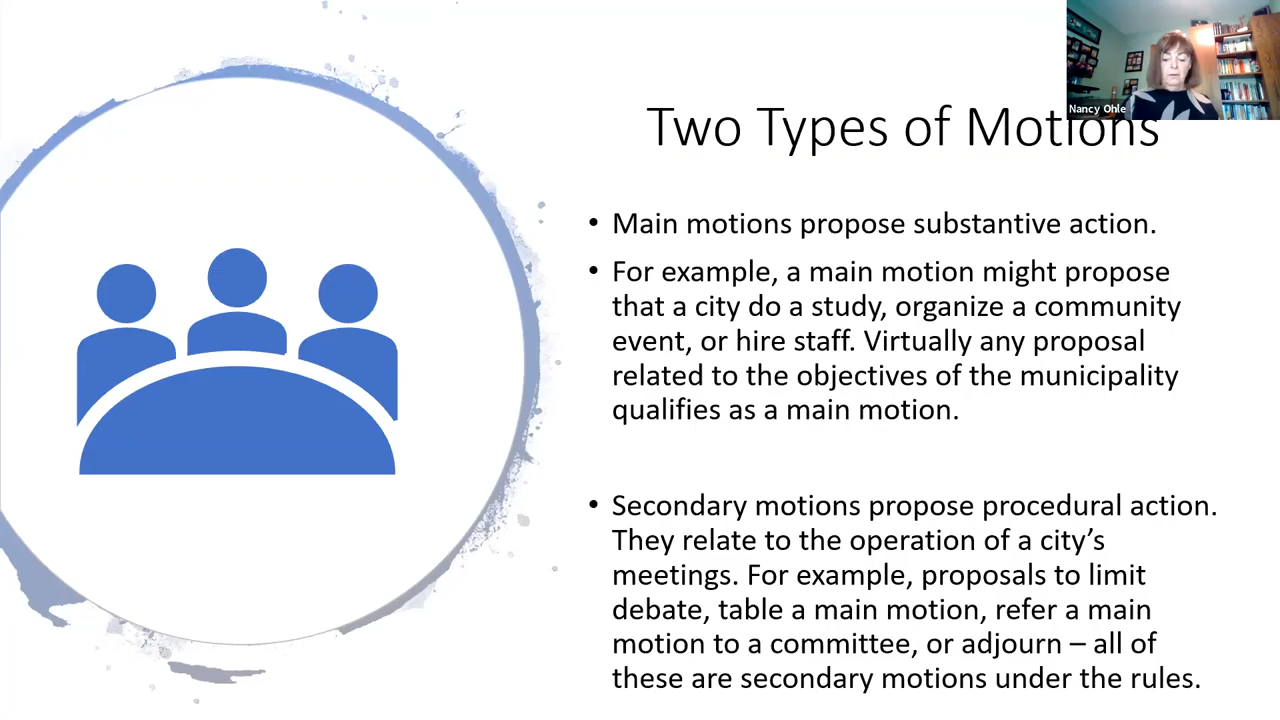 Nancy Ohle
Two Types of Motions
• Main motions propose substantive action.
• For example, a main motion might propose
that a city do a study, organize a community
event, or hire staff. Virtually any proposal
related to the objectives of the municipality
qualifies as a main motion.
• Secondary motions propose procedural action.
They relate to the operation of a city’s
meetings. For example, proposals to limit
debate, table a main motion, refer a main
motion to a committee, or adjourn – all of
these are secondary motions under the rules.